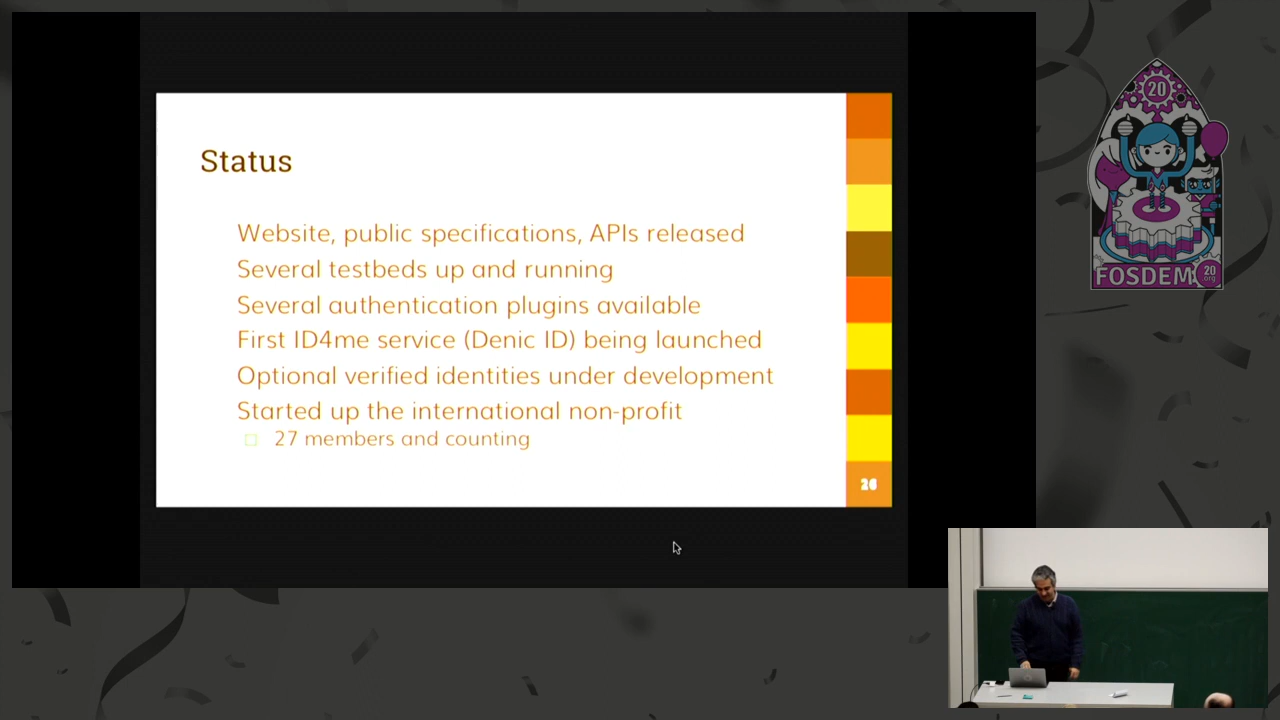 Status
Website, public specifications, APIs released
Several testbeds up and running
Several authentication plugins available
First ID4me service (Denic ID) being launched
Optional verified identities under development
Started up the international non-profit
27 members and counting
26
20
FOSDEM
20
.org